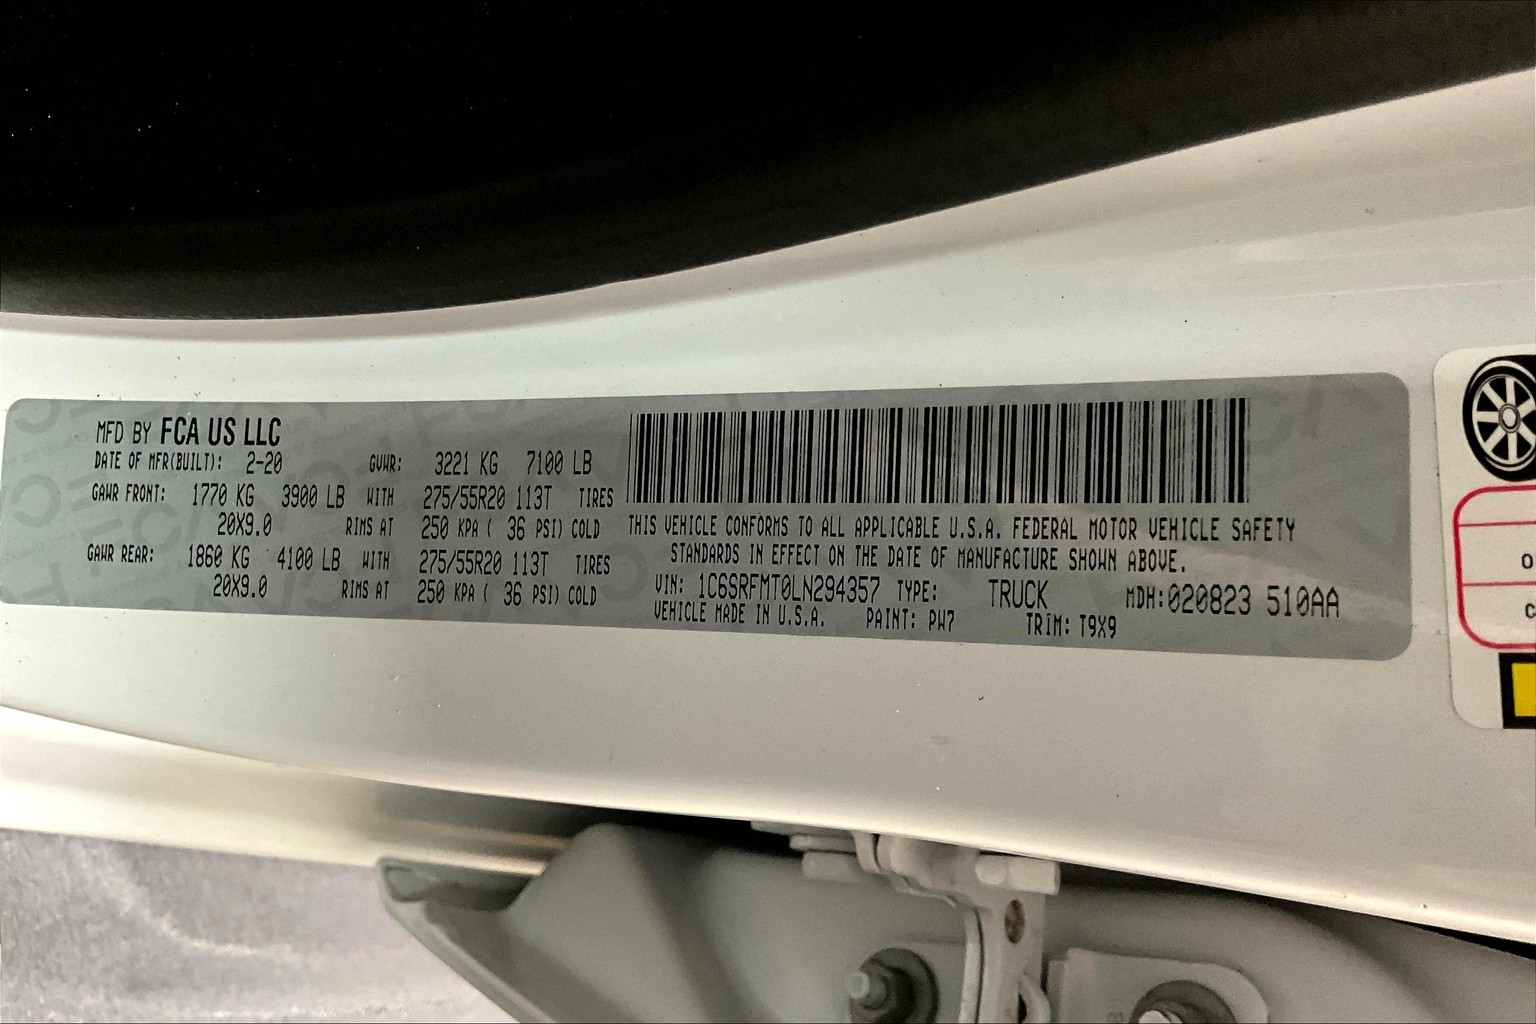 MFD BY FCA US LLC
DATE OF MFR(BUILT): 2-20 GVWR: 3221 KG 7100 LB
GAWR FRONT: 1770 KG 3900 LB WITH 275/55R20 113T TIRES
20X9.0 RIMS AT 250 KPA ( 36 PSI) COLD
GAWR REAR: 1860 KG 4100 LB WITH 275/55R20 113T TIRES
20X9.0 RIMS AT 250 KPA ( 36 PSI) COLD
THIS VEHICLE CONFORMS TO ALL APPLICABLE U.S.A. FEDERAL MOTOR VEHICLE SAFETY
STANDARDS IN EFFECT ON THE DATE OF MANUFACTURE SHOWN ABOVE.
VIN: 1C6SRFMT0LN294357 TYPE: TRUCK MDH:020823 510AA
VEHICLE MADE IN U.S.A. PAINT: PW7 TRIM: T9X9